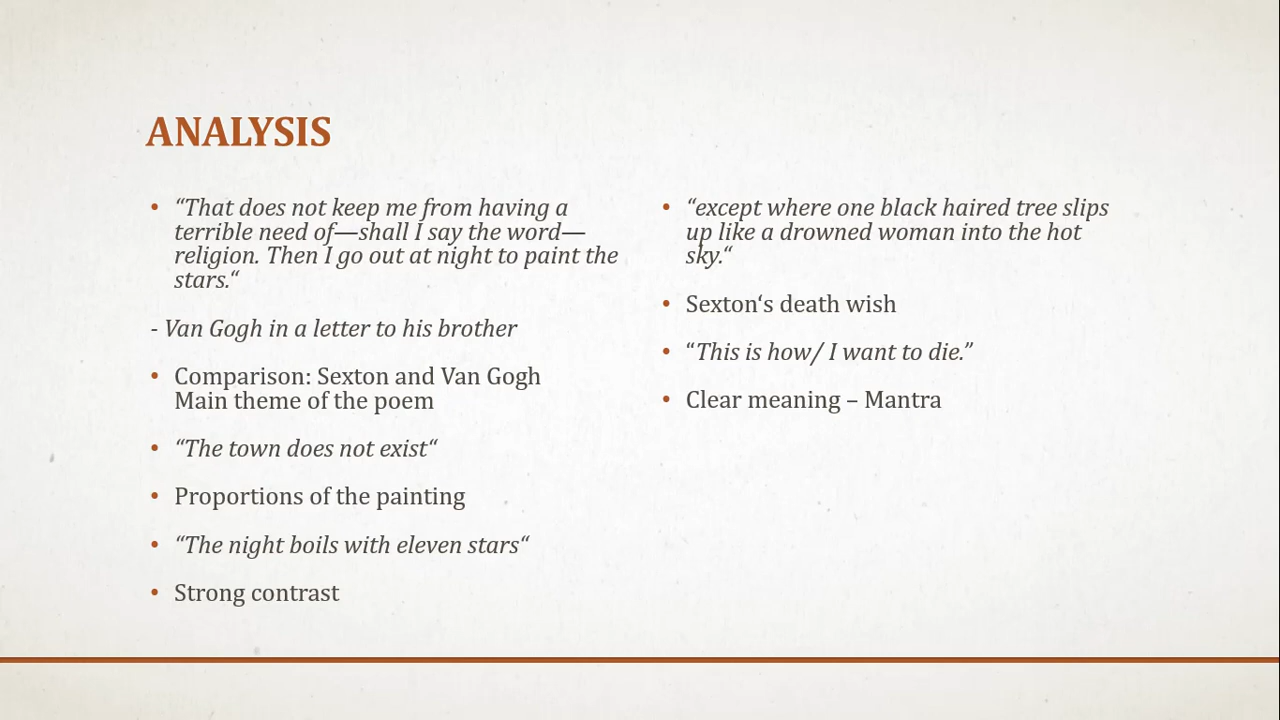 ANALYSIS
• “That does not keep me from having a
terrible need of—shall I say the word—
religion. Then I go out at night to paint the
stars.“
- Van Gogh in a letter to his brother
• Comparison: Sexton and Van Gogh
Main theme of the poem
• “The town does not exist“
• Proportions of the painting
• “The night boils with eleven stars“
• Strong contrast
• “except where one black haired tree slips
up like a drowned woman into the hot
sky.“
• Sexton‘s death wish
• “This is how/ I want to die.”
• Clear meaning – Mantra